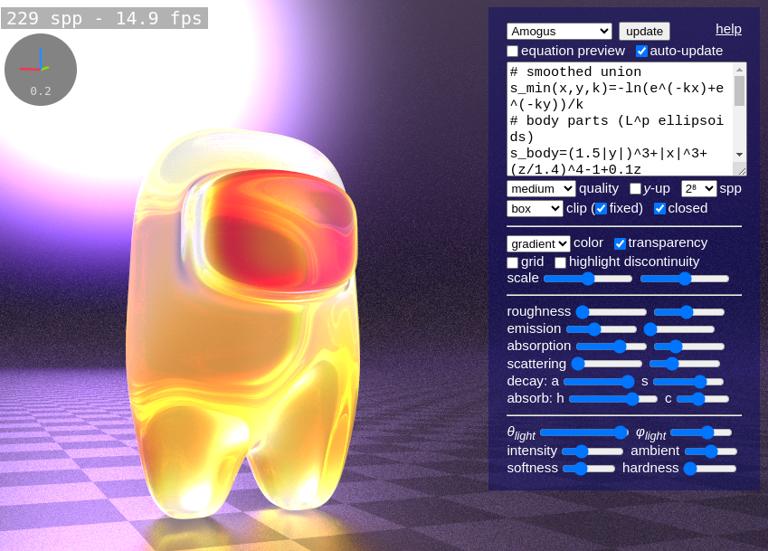 229 spp - 14.9 fps
0.2
Amogus update help
equation preview auto-update
# smoothed union
s_min(x,y,k)=-ln(e^(-kx)+e
^(-ky))/k
# body parts (L^p ellipsoi
ds)
s_body=(1.5|y|)^3+|x|^3+
(z/1.4)^4-1+0.1z
medium quality y-up 2⁸ spp
box clip (fixed) closed
gradient color transparency
grid highlight discontinuity
scale
roughness
emission
absorption
scattering
decay: a s
absorb: h c
θlight φlight
intensity ambient
softness hardness